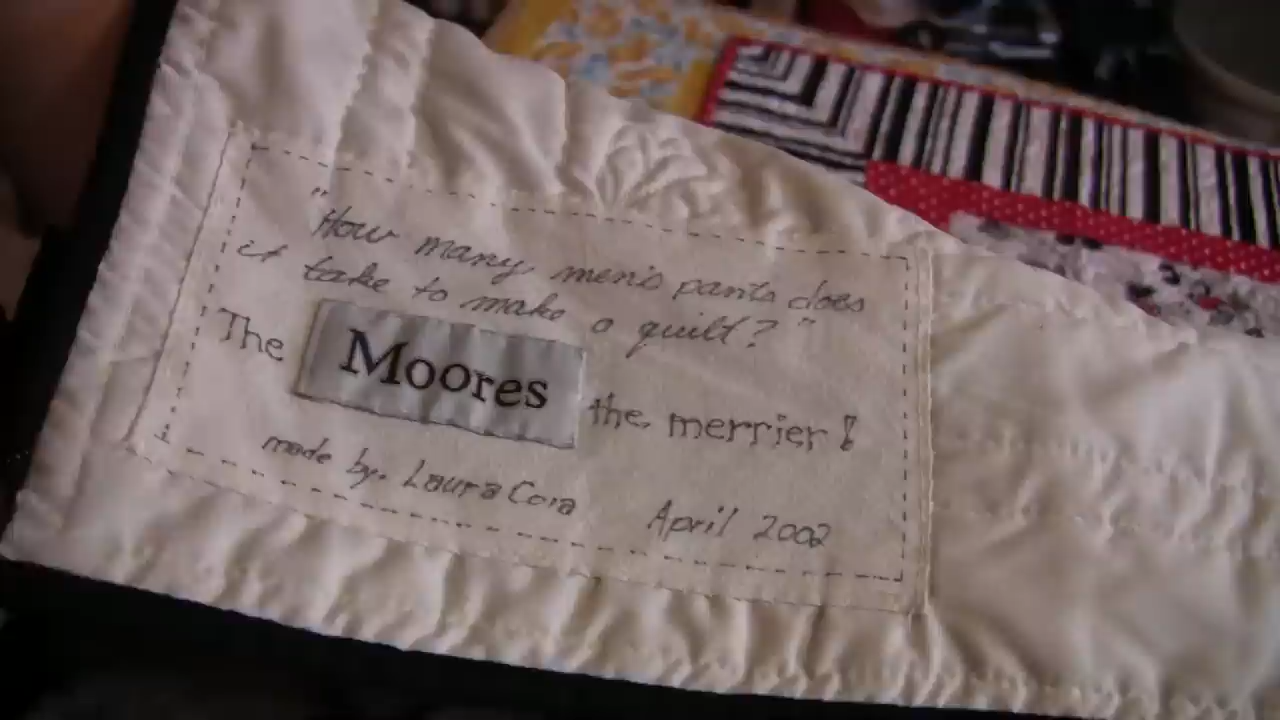 "How many men's pants does
it take to make a quilt?"
The Moores the merrier!
made by. Laura Cora April 2002